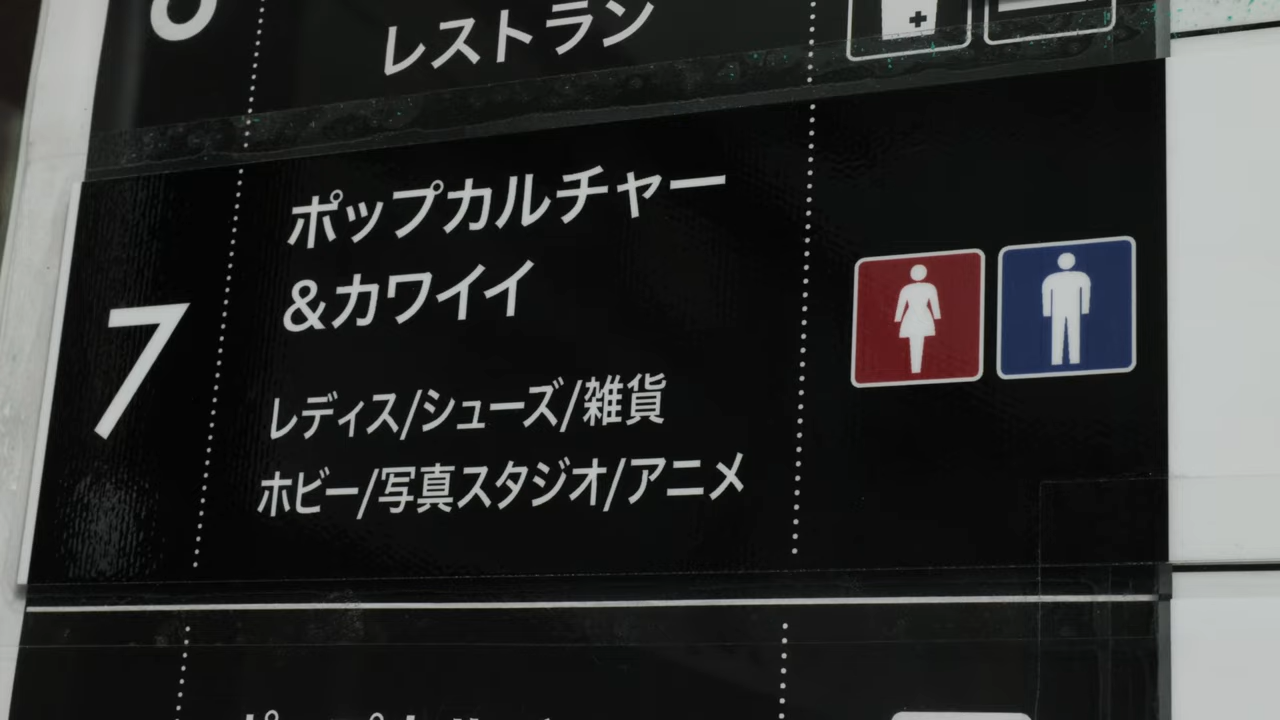 レストラン
7
ポップカルチャー
&カワイイ
レディス/シューズ/雑貨
ホビー/写真スタジオ/アニメ